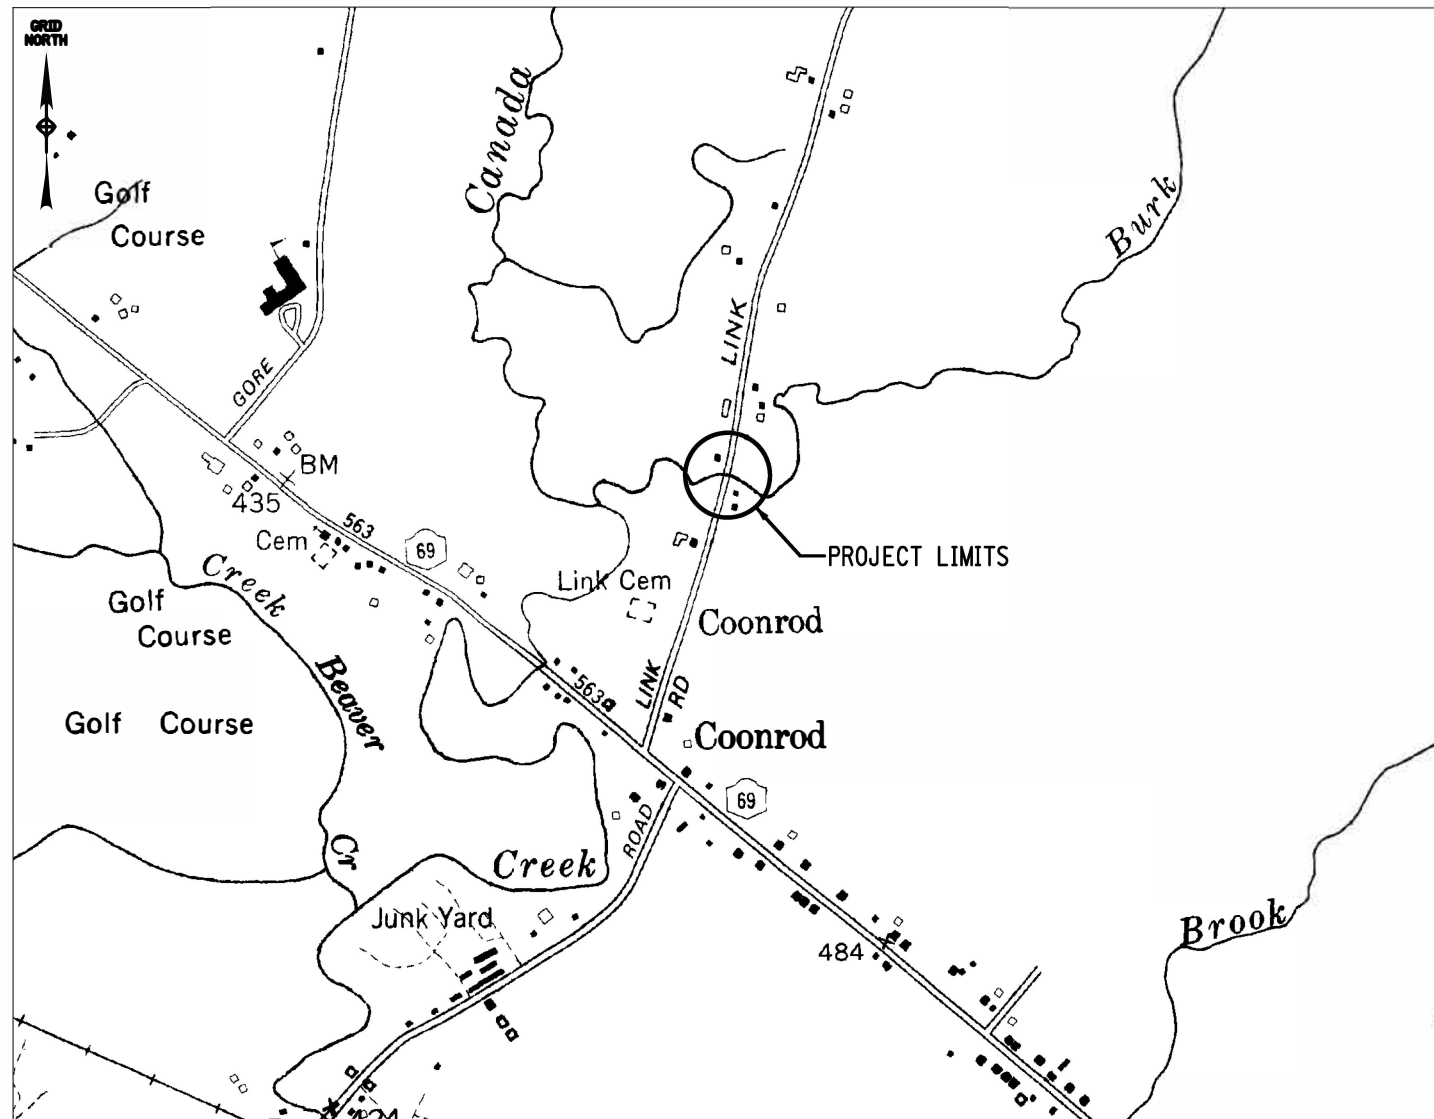 GRID
NORTH
Canada
Burk
Golf
Course
LINK
GORE
BM
435
563
69
Cem
PROJECT LIMITS
Creek
Link Cem
Golf
Course
Coonrod
Beaver
LINK
RD
563
Golf Course
Coonrod
69
ROAD
Cr
Creek
Junk Yard
Brook
484